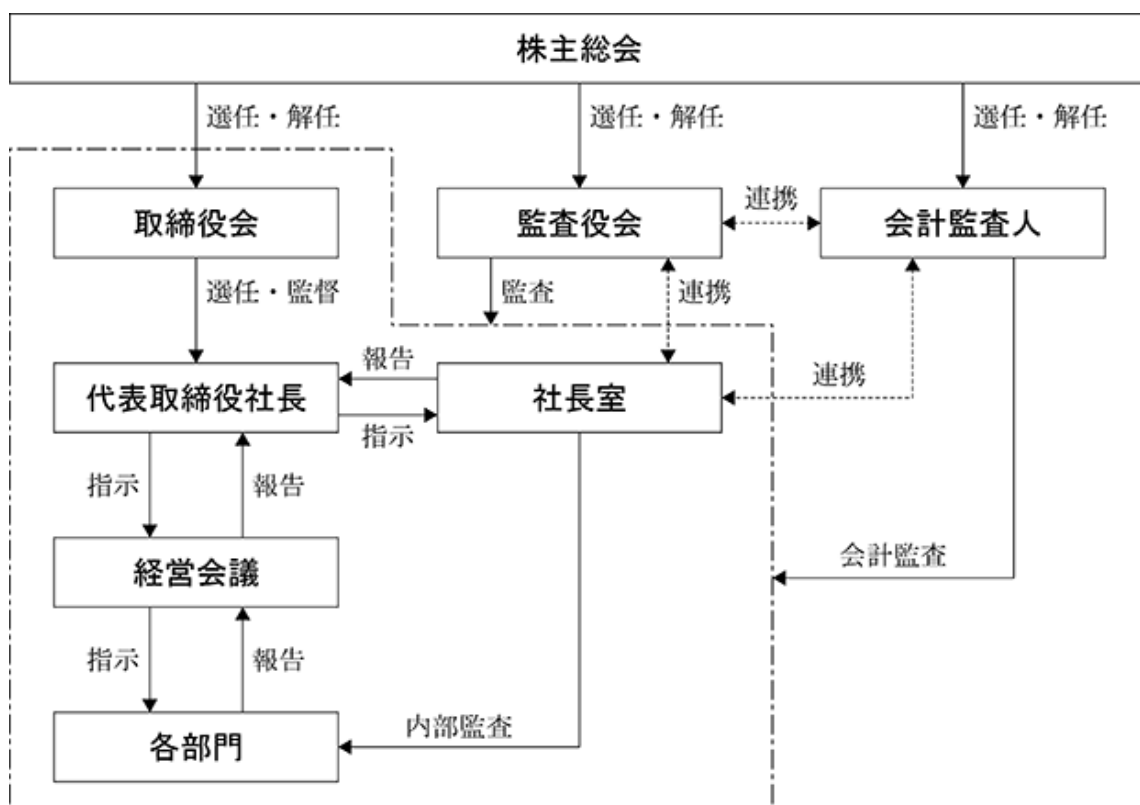 株主総会
選任・解任
選任・解任
選任・解任
取締役会
監査役会
連携
会計監査人
選任・監督
監査
連携
代表取締役社長
報告
指示
社長室
連携
指示
報告
経営会議
会計監査
指示
報告
各部門
内部監査